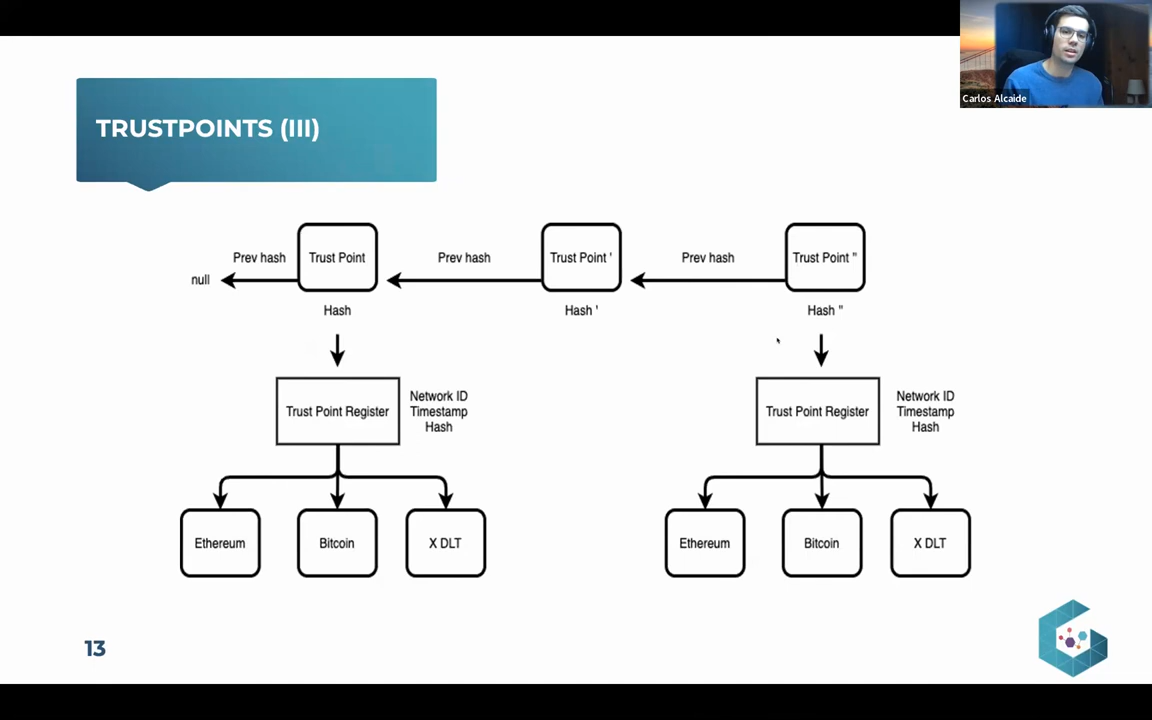 Carlos Alcaide
TRUSTPOINTS (III)
Prev hash
Trust Point
Prev hash
Trust Point '
Prev hash
Trust Point "
null
Hash
Hash '
Hash "
Trust Point Register
Network ID
Timestamp
Hash
Trust Point Register
Network ID
Timestamp
Hash
Ethereum
Bitcoin
X DLT
Ethereum
Bitcoin
X DLT
13